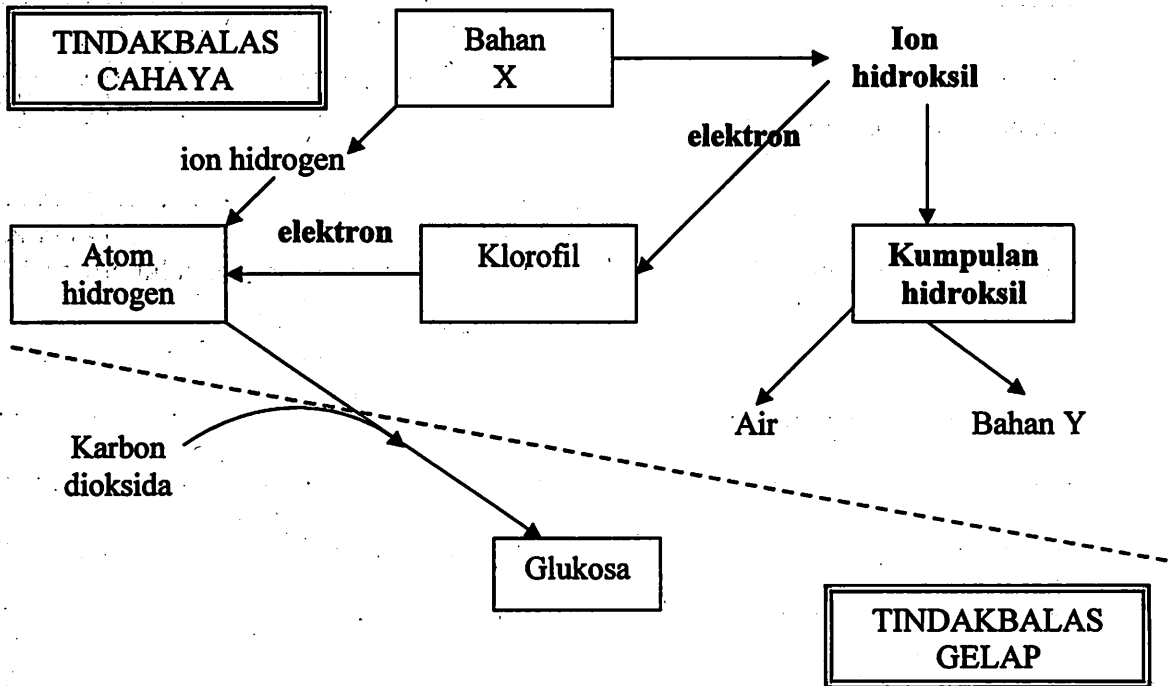 TINDAKBALAS
CAHAYA
Bahan
X
Ion
hidroksil
elektron
ion hidrogen
elektron
Atom
hidrogen
Klorofil
Kumpulan
hidroksil
Air
Bahan Y
Karbon
dioksida
Glukosa
TINDAKBALAS
GELAP